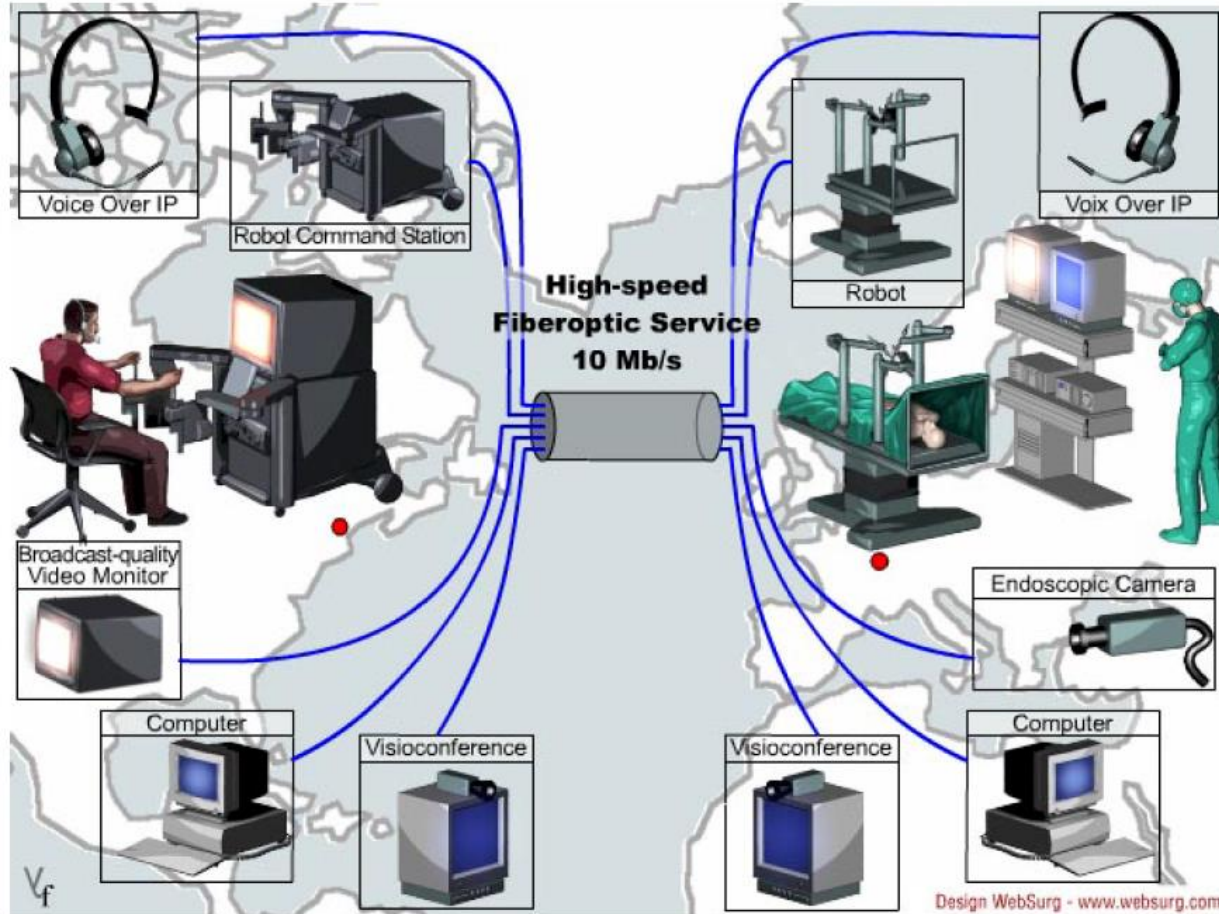 Voice Over IP
Robot Command Station
Robot
Voix Over IP
High-speed
Fiberoptic Service
10 Mb/s
Broadcast-quality
Video Monitor
Endoscopic Camera
Computer
Visioconference
Visioconference
Computer
Design WebSurg - www.websurg.com